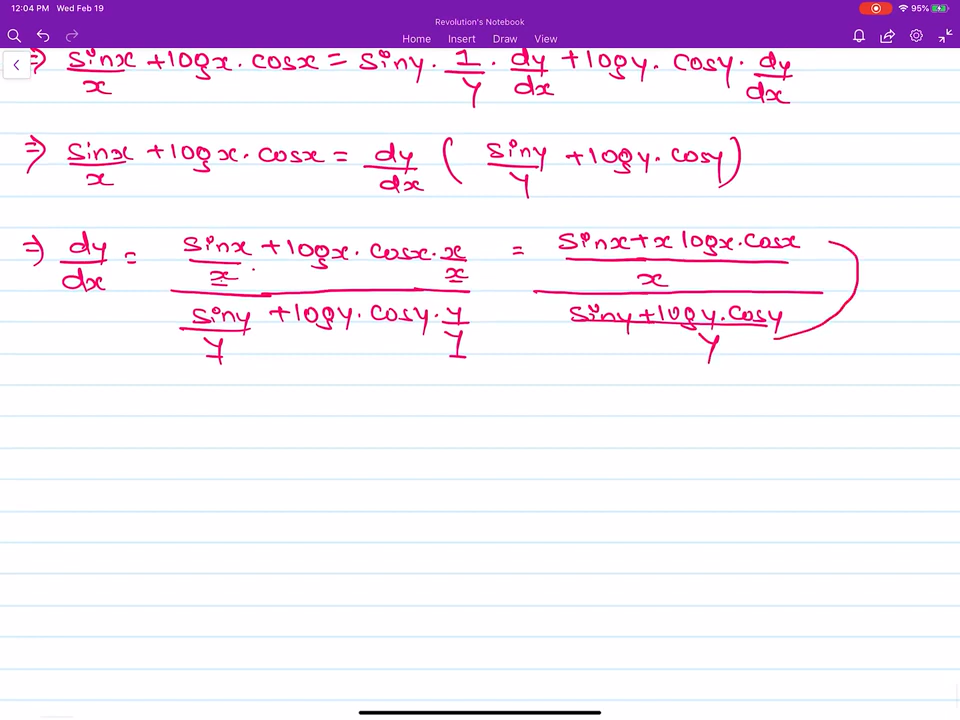 12:04 PM Wed Feb 19
95%
Revolution's Notebook
Home Insert Draw View
⇒ sinx/x + logx. cosx = siny. 1/y . dy/dx + logy. cosy. dy/dx
⇒ sinx/x + logx. cosx = dy/dx ( siny/y + logy. cosy )
⇒ dy/dx = (sinx/x + logx. cosx. x/x)/(siny/y + logy. cosy. y/y) = ((sinx + x logx. cosx)/x)/((siny + logy. cosy)/y)